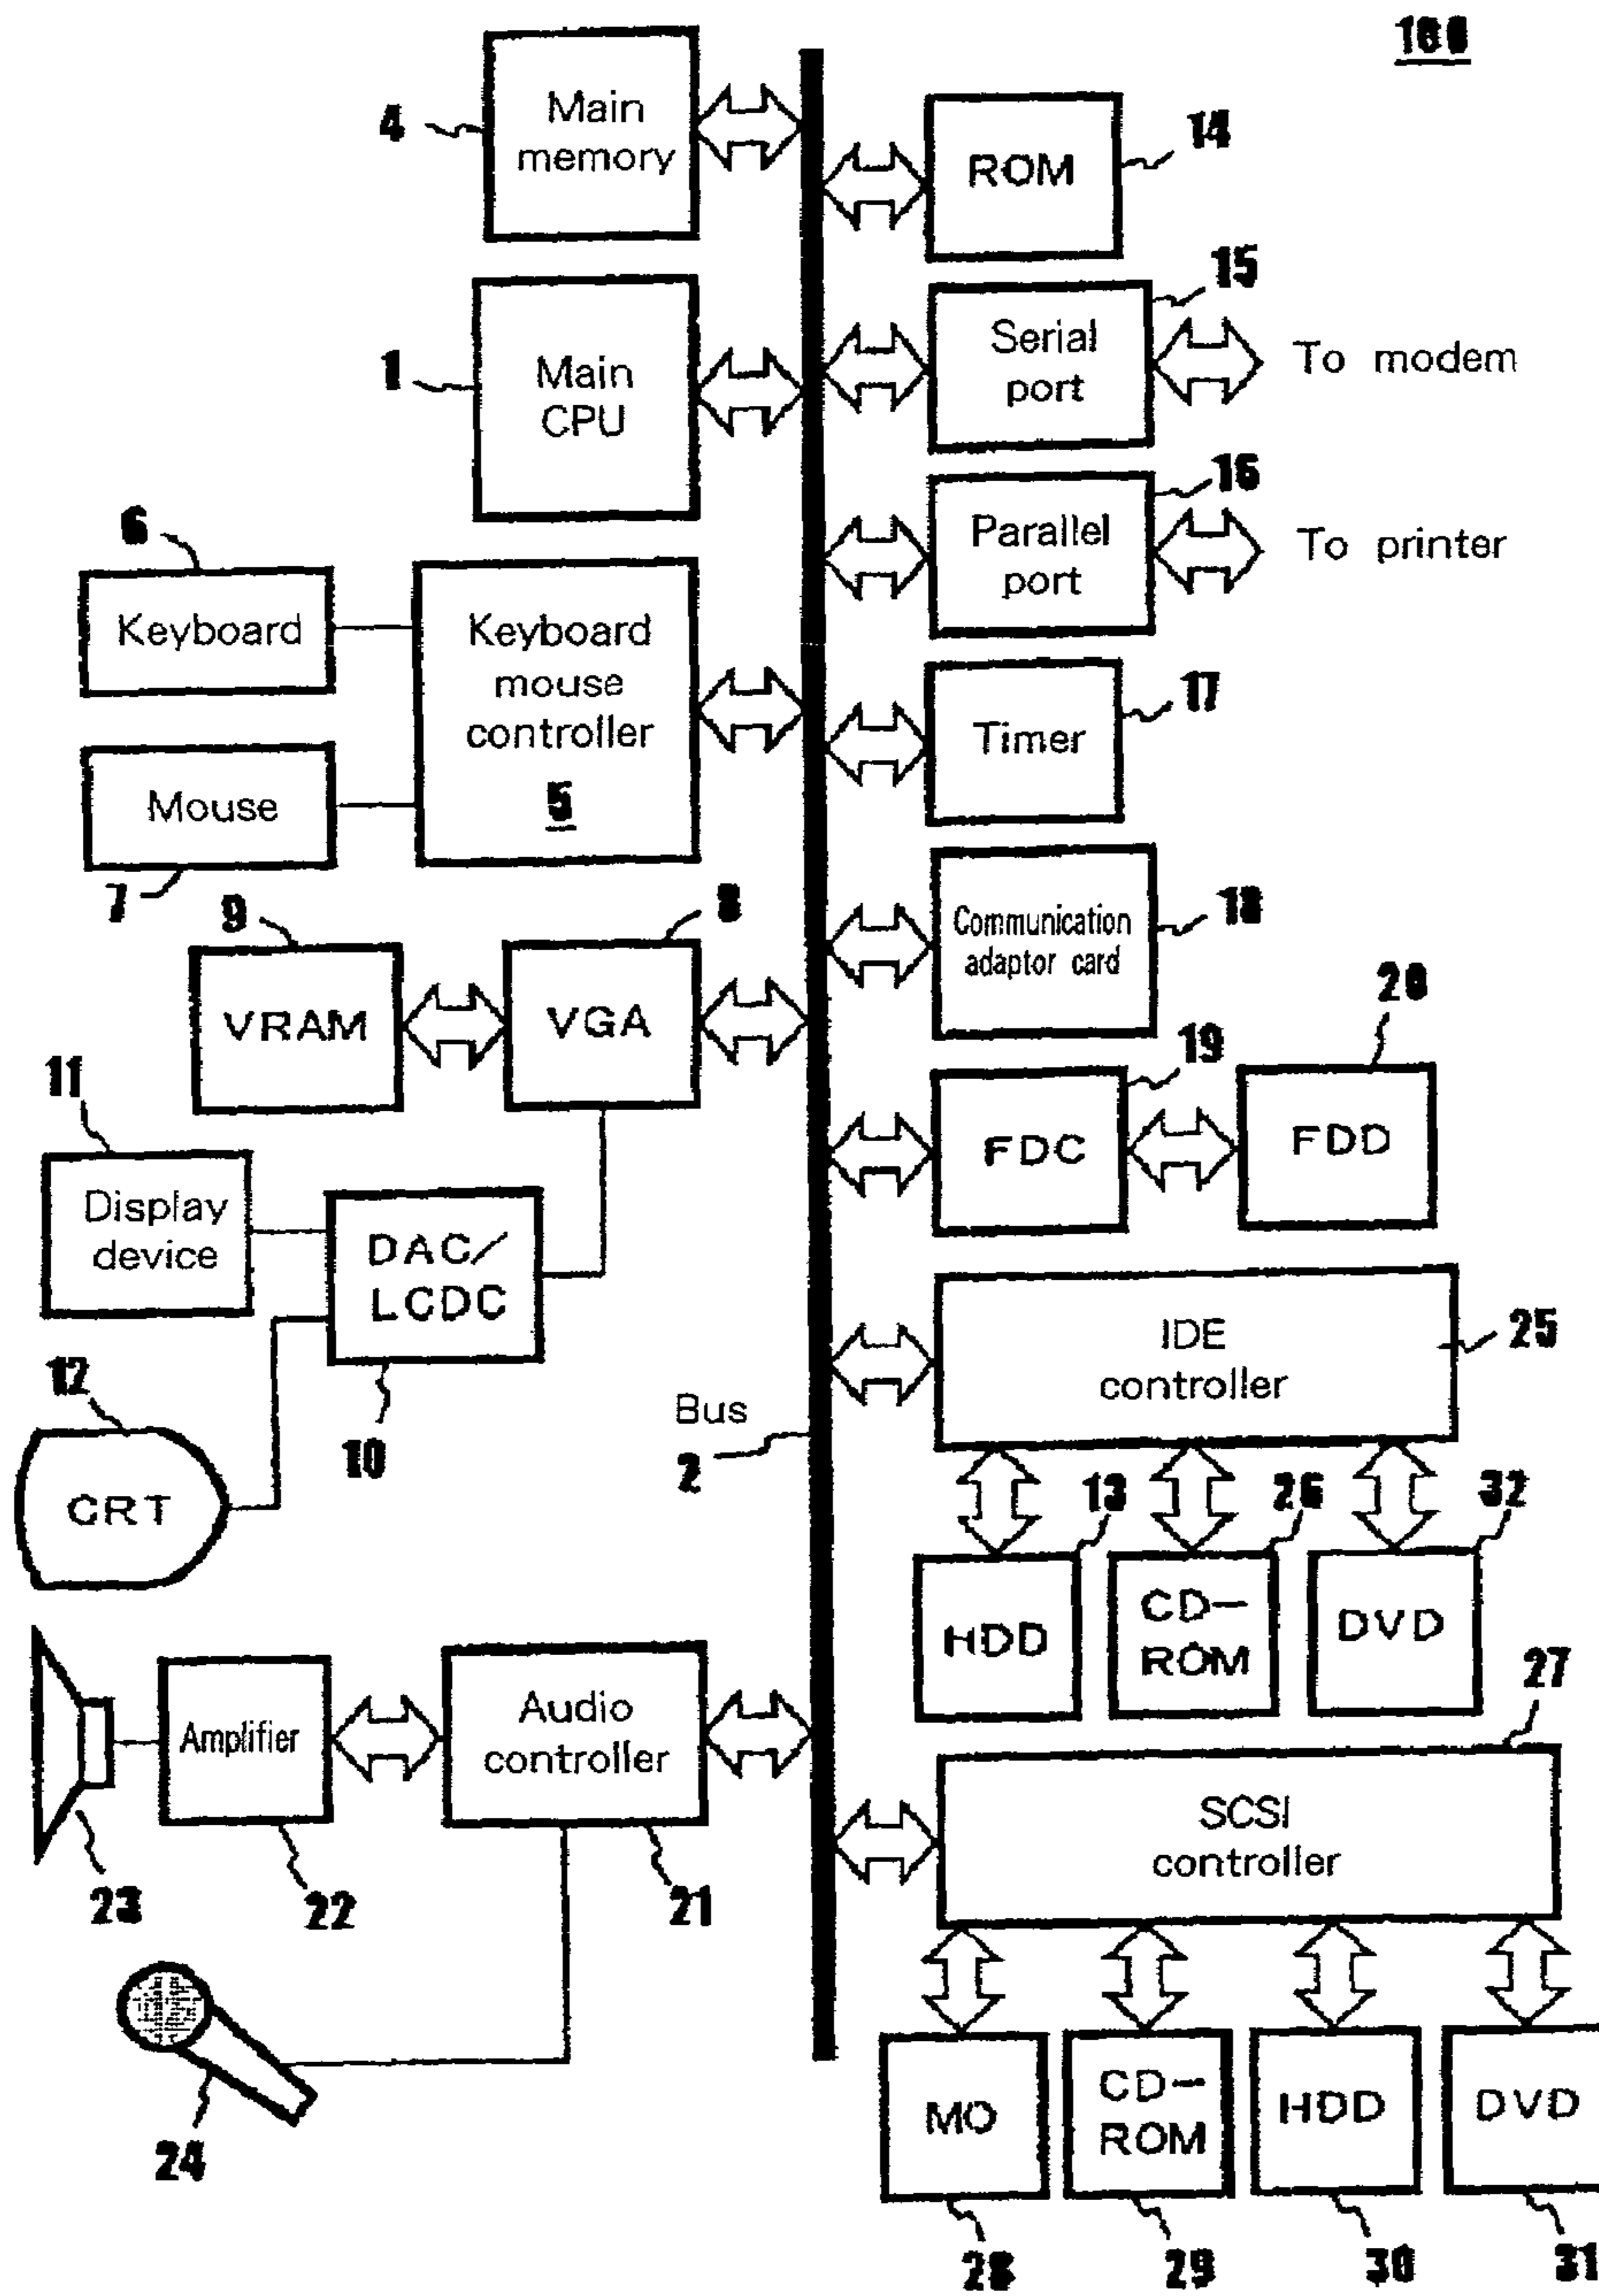 100
Main
memory
4
ROM
14
15
Serial
port
To modem
1
Main
CPU
16
Parallel
port
To printer
6
Keyboard
Keyboard
mouse
controller
5
Mouse
7
17
Timer
Communication
adaptor card
18
9
8
VRAM
VGA
20
19
FDC
FDD
11
Display
device
DAC/
LCDC
10
12
CRT
Bus
2
IDE
controller
25
13
26
32
HDD
CD-
ROM
DVD
27
Amplifier
Audio
controller
23
22
21
24
SCSI
controller
MO
CD-
ROM
HDD
DVD
28
29
30
31